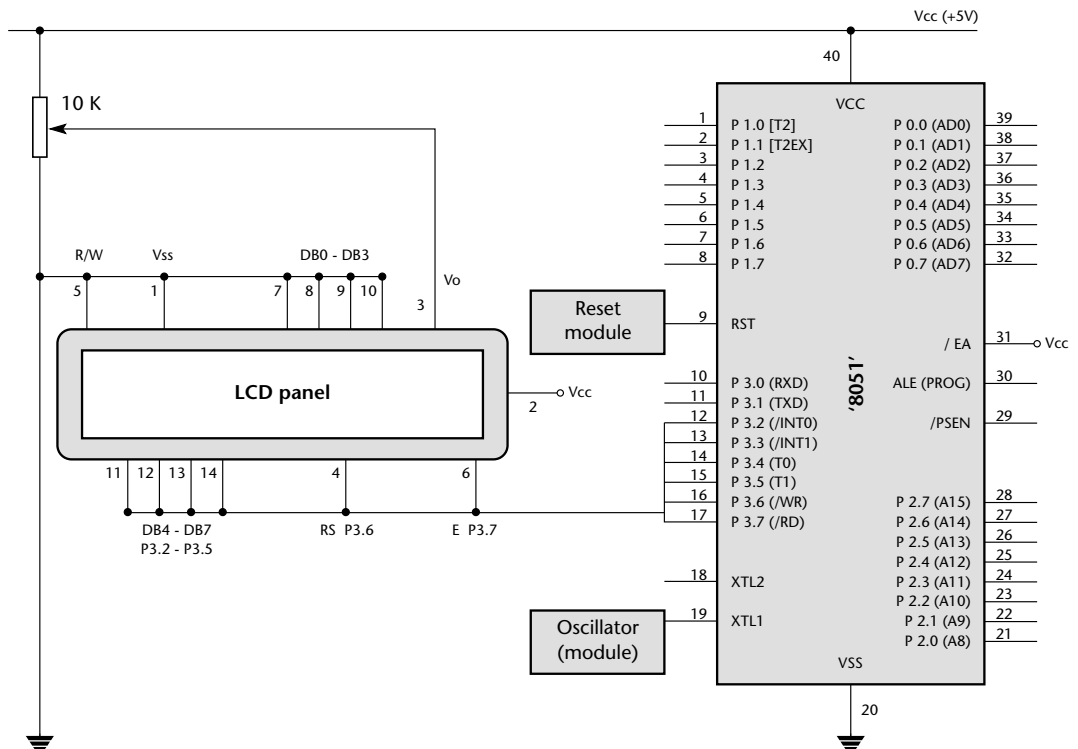 Vcc (+5V)
40
10 K
R/W
Vss
DB0 - DB3
5
1
7
8
9
10
3
Vo
LCD panel
2
Vcc
11
12
13
14
4
6
DB4 - DB7
P3.2 - P3.5
RS P3.6
E P3.7
Reset
module
Oscillator
(module)
VCC
1 P 1.0 [T2]
2 P 1.1 [T2EX]
3 P 1.2
4 P 1.3
5 P 1.4
6 P 1.5
7 P 1.6
8 P 1.7
9 RST
10 P 3.0 (RXD)
11 P 3.1 (TXD)
12 P 3.2 (/INT0)
13 P 3.3 (/INT1)
14 P 3.4 (T0)
15 P 3.5 (T1)
16 P 3.6 (/WR)
17 P 3.7 (/RD)
18 XTL2
19 XTL1
'8051'
P 0.0 (AD0) 39
P 0.1 (AD1) 38
P 0.2 (AD2) 37
P 0.3 (AD3) 36
P 0.4 (AD4) 35
P 0.5 (AD5) 34
P 0.6 (AD6) 33
P 0.7 (AD7) 32
/ EA 31 Vcc
ALE (PROG) 30
/PSEN 29
P 2.7 (A15) 28
P 2.6 (A14) 27
P 2.5 (A13) 26
P 2.4 (A12) 25
P 2.3 (A11) 24
P 2.2 (A10) 23
P 2.1 (A9) 22
P 2.0 (A8) 21
VSS
20